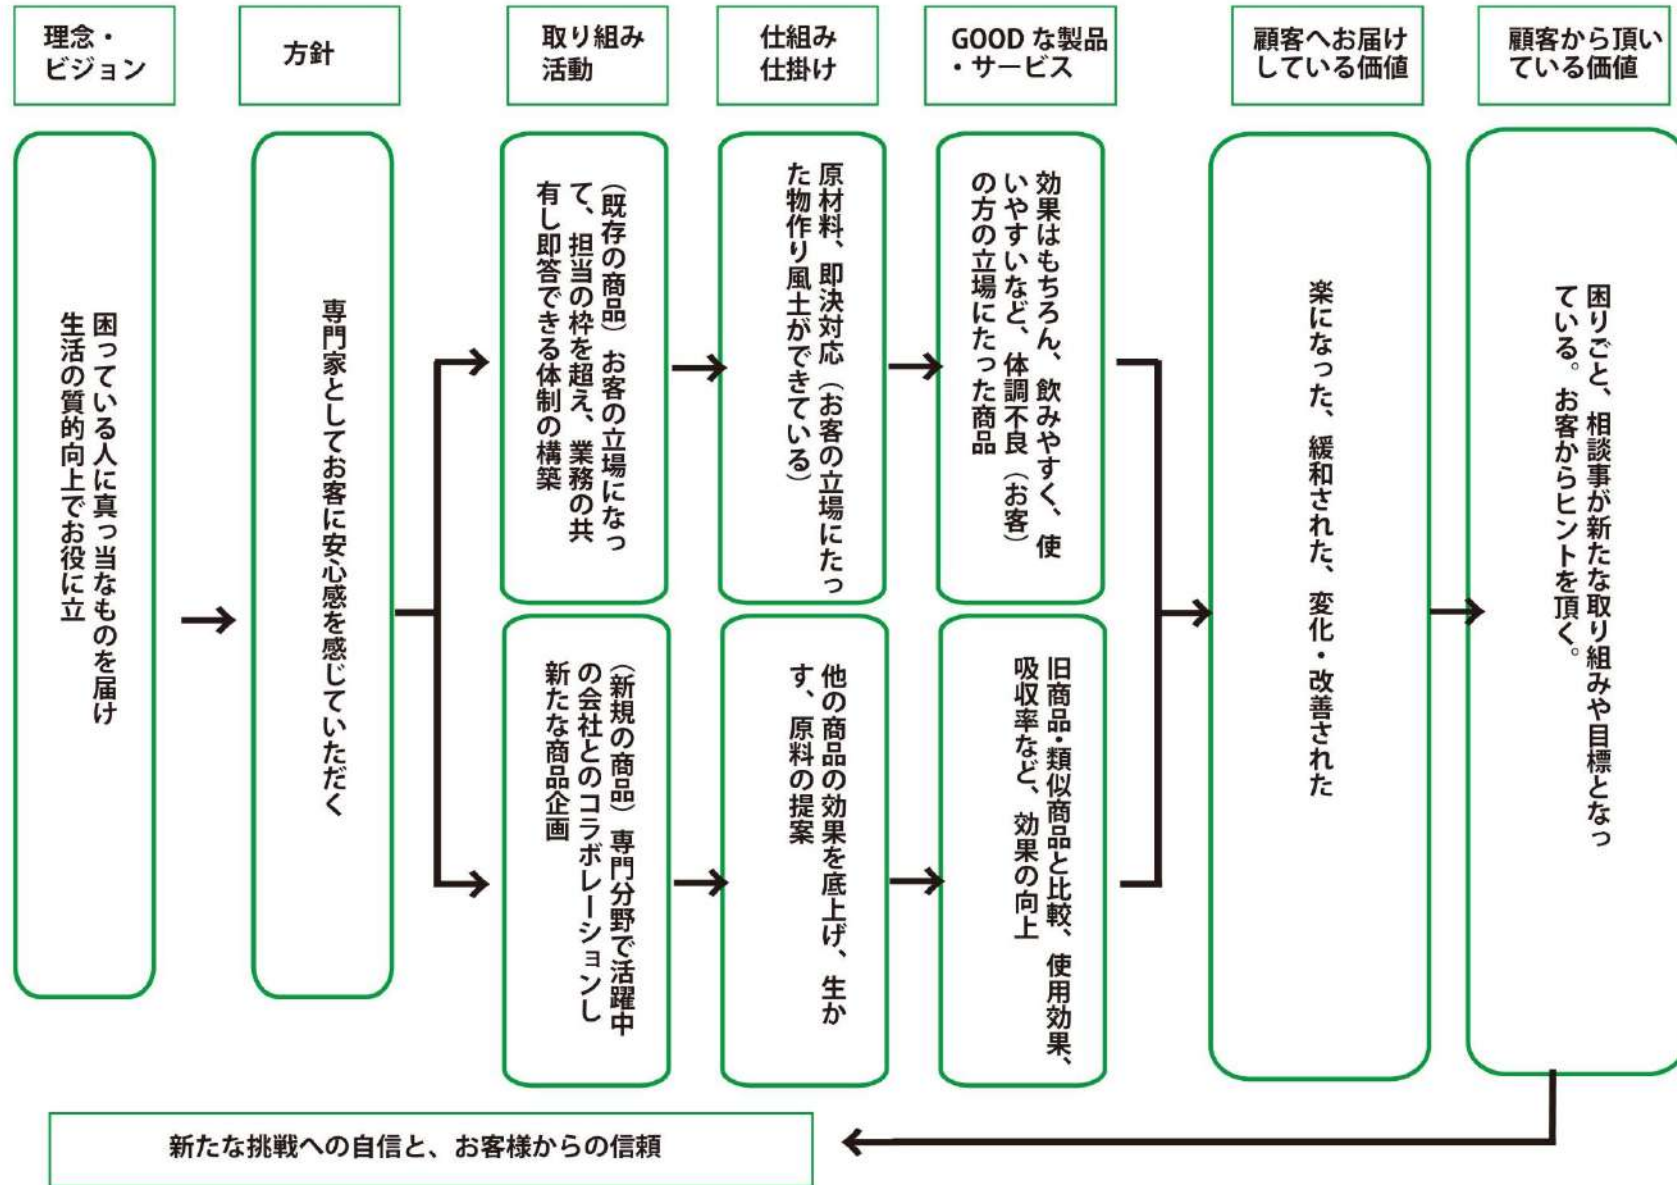 理念・
ビジョン
方針
取り組み
活動
仕組み
仕掛け
GOODな製品
・サービス
顧客へお届け
している価値
顧客から頂い
ている価値
困っている人に真っ当なものを届け
生活の質的向上でお役に立
専門家としてお客に安心感を感じていただく
（既存の商品）お客の立場になっ
て、担当の枠を超え、業務の共
有し即答できる体制の構築
原材料、即決対応（お客の立場にたっ
た物作り風土ができている）
効果はもちろん、飲みやすく、使
いやすいなど、体調不良（お客）
の方の立場にたった商品
（新規の商品）専門分野で活躍中
の会社とのコラボレーションし
新たな商品企画
他の商品の効果を底上げ、生か
す、原料の提案
旧商品・類似商品と比較、使用効果、
吸収率など、効果の向上
楽になった、緩和された、変化・改善された
困りごと、相談事が新たな取り組みや目標となっ
ている。お客からヒントを頂く。
新たな挑戦への自信と、お客様からの信頼